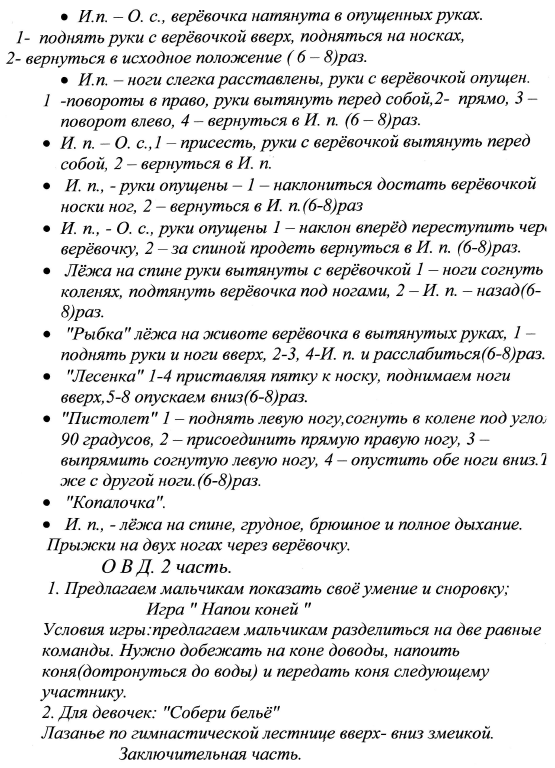 • И.п. – О. с., верёвочка натянута в опущенных руках.
1- поднять руки с верёвочкой вверх, подняться на носках,
2- вернуться в исходное положение ( 6 – 8)раз.
• И.п. – ноги слегка расставлены, руки с верёвочкой опущен.
1 -повороты в право, руки вытянуть перед собой,2- прямо, 3 –
поворот влево, 4 – вернуться в И. п. (6 – 8)раз.
• И. п. – О. с.,1 – присесть, руки с верёвочкой вытянуть перед
собой, 2 – вернуться в И. п.
• И. п., - руки опущены – 1 – наклониться достать верёвочкой
носки ног, 2 – вернуться в И. п.(6-8)раз
• И. п., - О. с., руки опущены 1 – наклон вперёд переступить чер
верёвочку, 2 – за спиной продеть вернуться в И. п. (6-8)раз.
• Лёжа на спине руки вытянуты с верёвочкой 1 – ноги согнуть
коленях, подтянуть верёвочка под ногами, 2 – И. п. – назад(6-
8)раз.
• "Рыбка" лёжа на животе верёвочка в вытянутых руках, 1 –
поднять руки и ноги вверх, 2-3, 4-И. п. и расслабиться(6-8)раз.
• "Лесенка" 1-4 приставляя пятку к носку, поднимаем ноги
вверх,5-8 опускаем вниз(6-8)раз.
• "Пистолет" 1 – поднять левую ногу,согнуть в колене под угло
90 градусов, 2 – присоединить прямую правую ногу, 3 –
выпрямить согнутую левую ногу, 4 – опустить обе ноги вниз.Т
же с другой ноги.(6-8)раз.
• "Копалочка".
• И. п., - лёжа на спине, грудное, брюшное и полное дыхание.
Прыжки на двух ногах через верёвочку.
О В Д. 2 часть.
1. Предлагаем мальчикам показать своё умение и сноровку;
Игра " Напои коней "
Условия игры:предлагаем мальчикам разделиться на две равные
команды. Нужно добежать на коне доводы, напоить
коня(дотронуться до воды) и передать коня следующему
участнику.
2. Для девочек: "Собери бельё"
Лазанье по гимнастической лестнице вверх- вниз змейкой.
Заключительная часть.